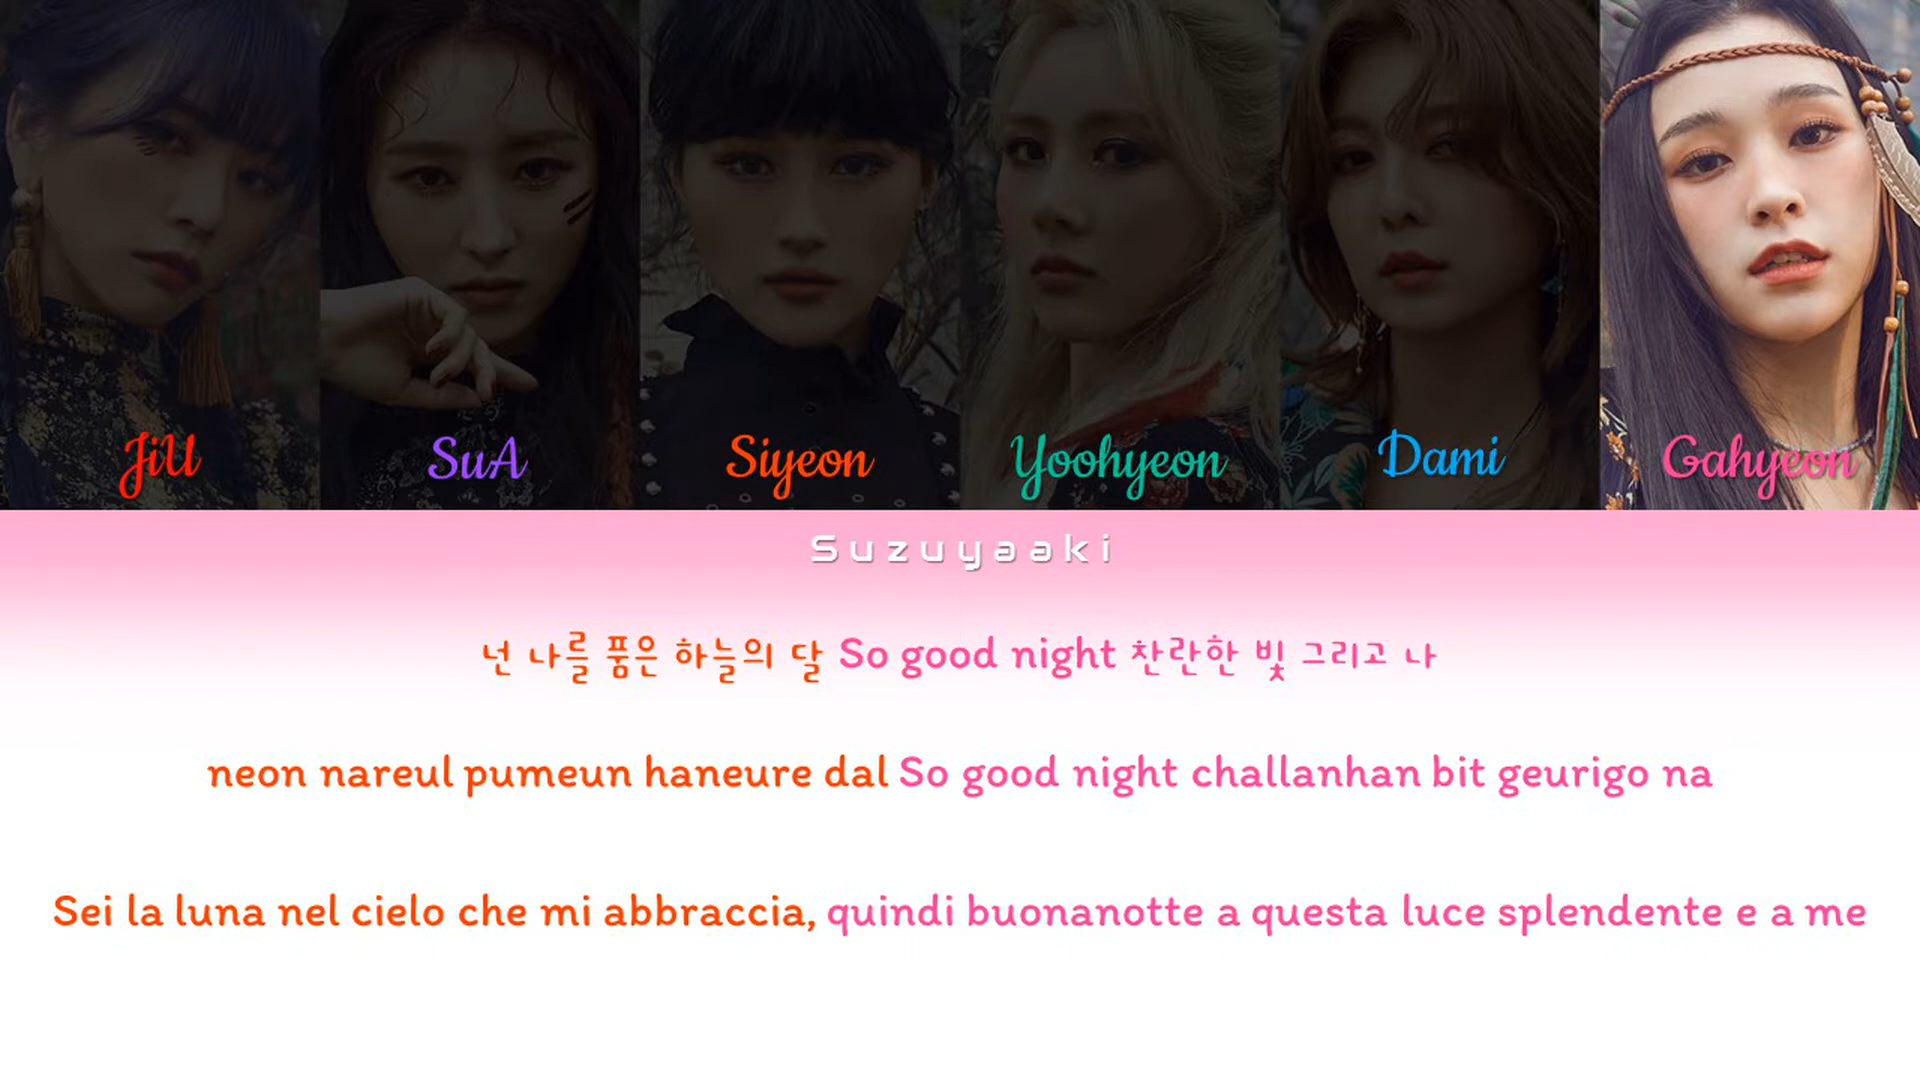 JiU SuA Siyeon Yoohyeon Dami Gahyeon
Suzuyaaki
넌 나를 품은 하늘의 달 So good night 찬란한 빛 그리고 나
neon nareul pumeun haneure dal So good night challanhan bit geurigo na
Sei la luna nel cielo che mi abbraccia, quindi buonanotte a questa luce splendente e a me